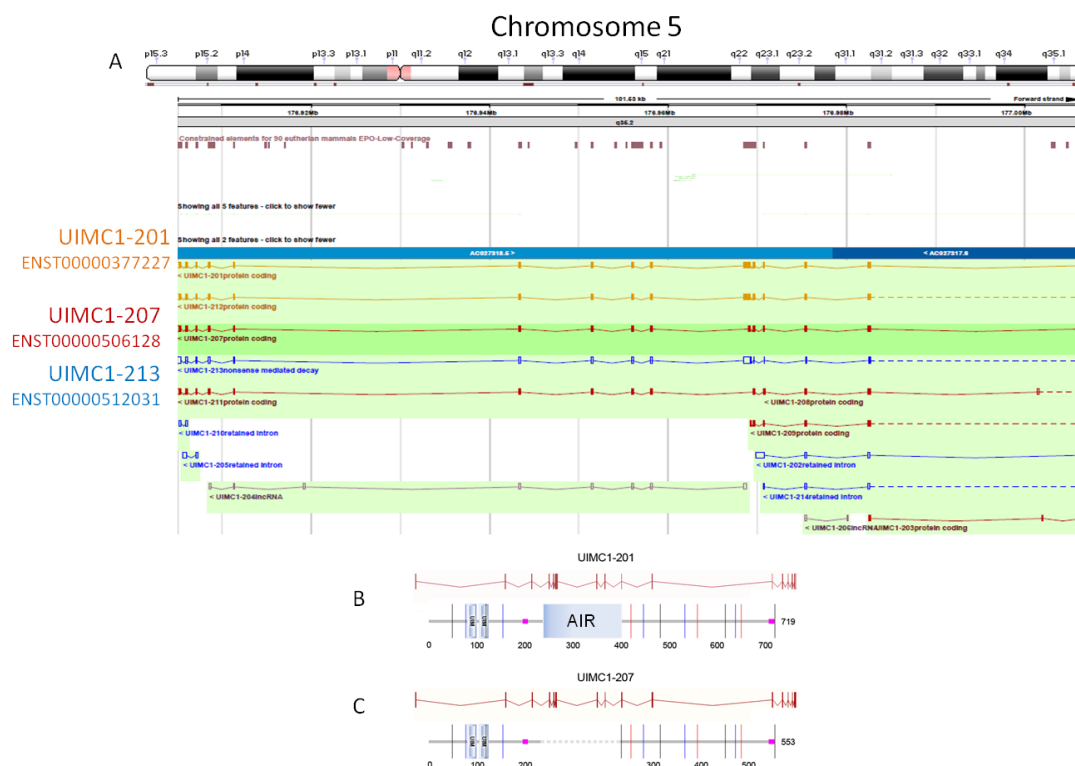 Chromosome 5
A
p15.3 p15.2 p14 p13.3 p13.1 p11 q11.2 q12 q13.1 q13.3 q14 q15 q21 q22 q23.1 q23.2 q31.1 q31.2 q31.3 q32 q33.1 q34 q35.1
101.53 kb Forward strand
176.92Mb 176.94Mb 176.96Mb 176.98Mb 177.00Mb
q35.2
Constrained elements for 90 eutherian mammals EPO-Low-Coverage
Showing all 5 features - click to show fewer
Showing all 2 features - click to show fewer
UIMC1-201
ENST00000377227
AC027318.5 > < AC027317.6
< UIMC1-201protein coding
< UIMC1-212protein coding
UIMC1-207
ENST00000506128
< UIMC1-207protein coding
UIMC1-213
ENST00000512031
< UIMC1-213nonsense mediated decay
< UIMC1-211protein coding < UIMC1-208protein coding
< UIMC1-210retained intron < UIMC1-209protein coding
< UIMC1-205retained intron < UIMC1-202retained intron
< UIMC1-204lncRNA < UIMC1-214retained intron
< UIMC1-206lncRNA UIMC1-203protein coding
UIMC1-201
B
UIM UIM AIR 719
0 100 200 300 400 500 600 700
UIMC1-207
C
UIM UIM 553
0 100 200 300 400 500